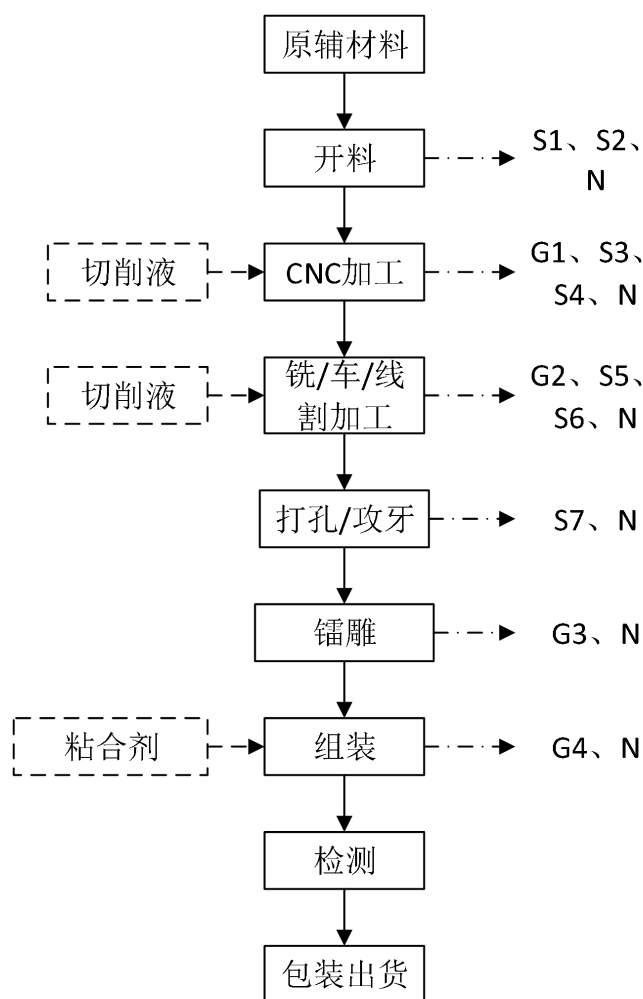 原辅材料
开料
S1、S2、
N
切削液
CNC加工
G1、S3、
S4、N
切削液
铣/车/线
割加工
G2、S5、
S6、N
打孔/攻牙
S7、N
镭雕
G3、N
粘合剂
组装
G4、N
检测
包装出货